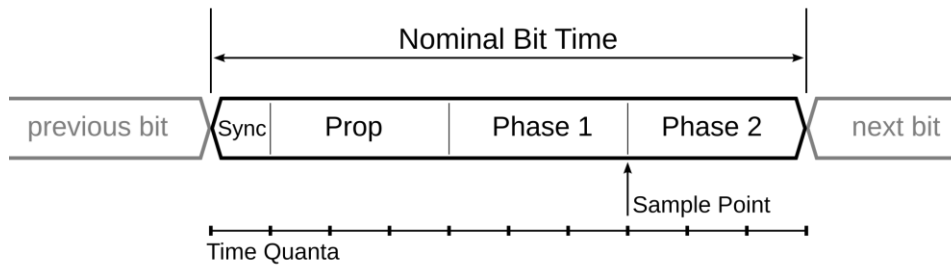 Nominal Bit Time
previous bit Sync Prop Phase 1 Phase 2 next bit
Sample Point
Time Quanta